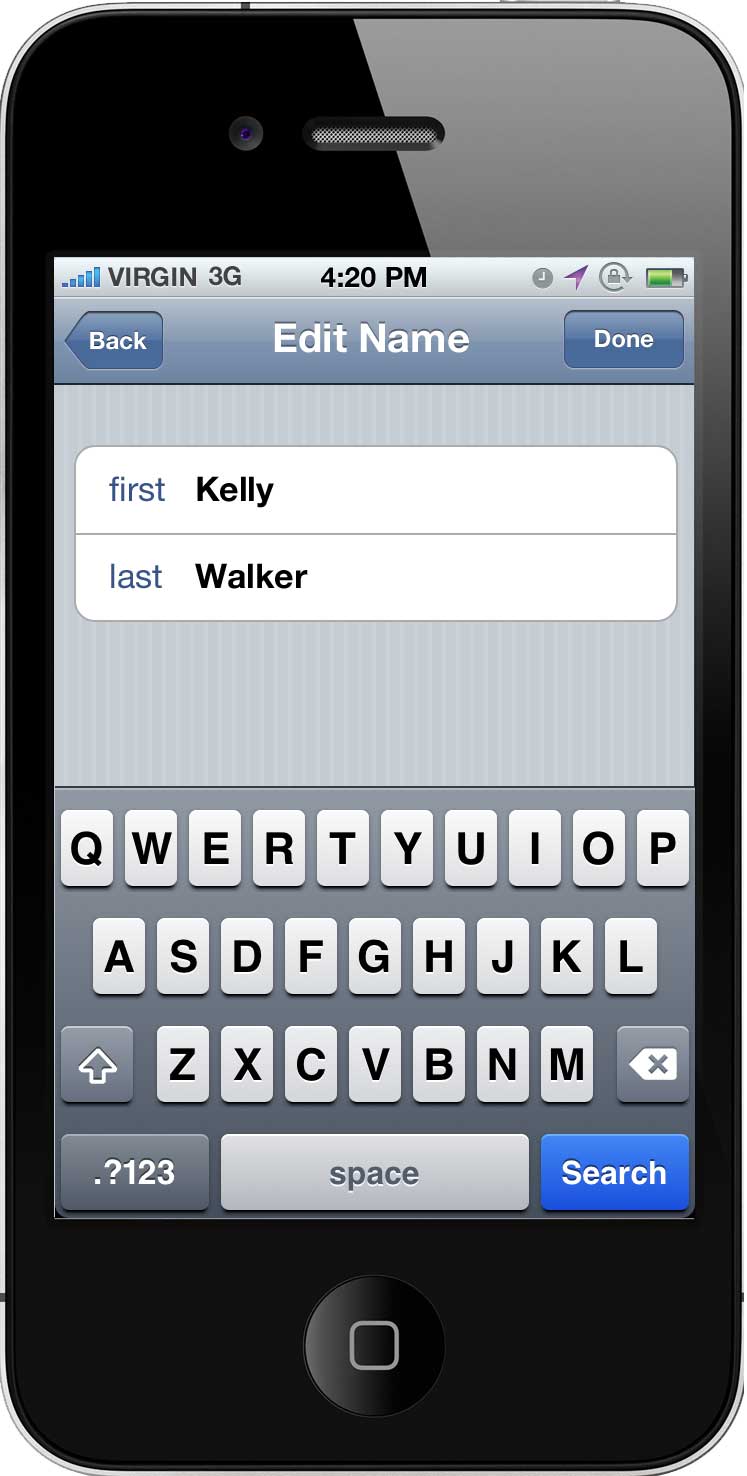 VIRGIN 3G 4:20 PM
Back Edit Name Done
first Kelly
last Walker
Q W E R T Y U I O P
A S D F G H J K L
Z X C V B N M
.?123 space Search